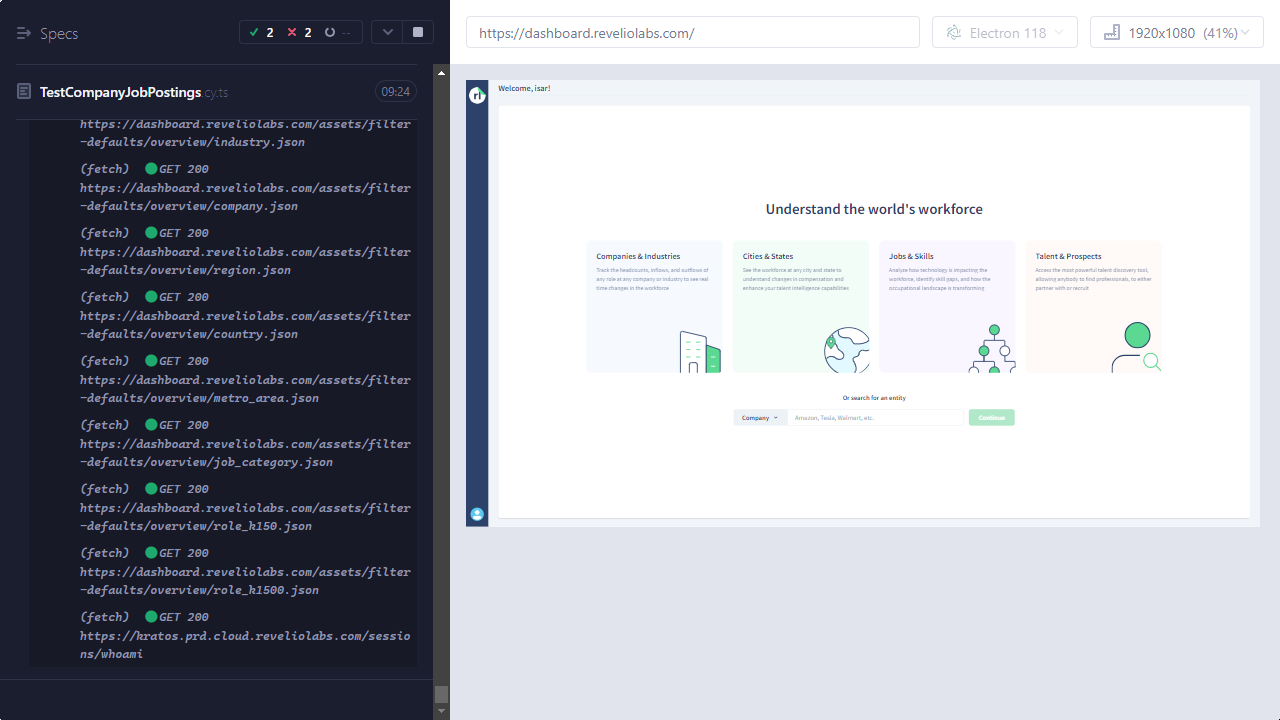 Specs
2
2
--
TestCompanyJobPostings.cy.ts
09:24
https://dashboard.reveliolabs.com/assets/filter
-defaults/overview/industry.json
(fetch) GET 200
https://dashboard.reveliolabs.com/assets/filter
-defaults/overview/company.json
(fetch) GET 200
https://dashboard.reveliolabs.com/assets/filter
-defaults/overview/region.json
(fetch) GET 200
https://dashboard.reveliolabs.com/assets/filter
-defaults/overview/country.json
(fetch) GET 200
https://dashboard.reveliolabs.com/assets/filter
-defaults/overview/metro_area.json
(fetch) GET 200
https://dashboard.reveliolabs.com/assets/filter
-defaults/overview/job_category.json
(fetch) GET 200
https://dashboard.reveliolabs.com/assets/filter
-defaults/overview/role_k150.json
(fetch) GET 200
https://dashboard.reveliolabs.com/assets/filter
-defaults/overview/role_k1500.json
(fetch) GET 200
https://kratos.prd.cloud.reveliolabs.com/sessio
ns/whoami
https://dashboard.reveliolabs.com/
Electron 118
1920x1080 (41%)
rl
Welcome, isar!
Understand the world's workforce
Companies & Industries
Track the headcounts, inflows, and outflows of
any role at any company or industry to see real
time changes in the workforce
Cities & States
See the workforce at any city and state to
understand changes in compensation and
enhance your talent intelligence capabilities
Jobs & Skills
Analyze how technology is impacting the
workforce, identify skill gaps, and how the
occupational landscape is transforming
Talent & Prospects
Access the most powerful talent discovery tool,
allowing anybody to find professionals, to either
partner with or recruit
Or search for an entity
Company
Amazon, Tesla, Walmart, etc.
Continue